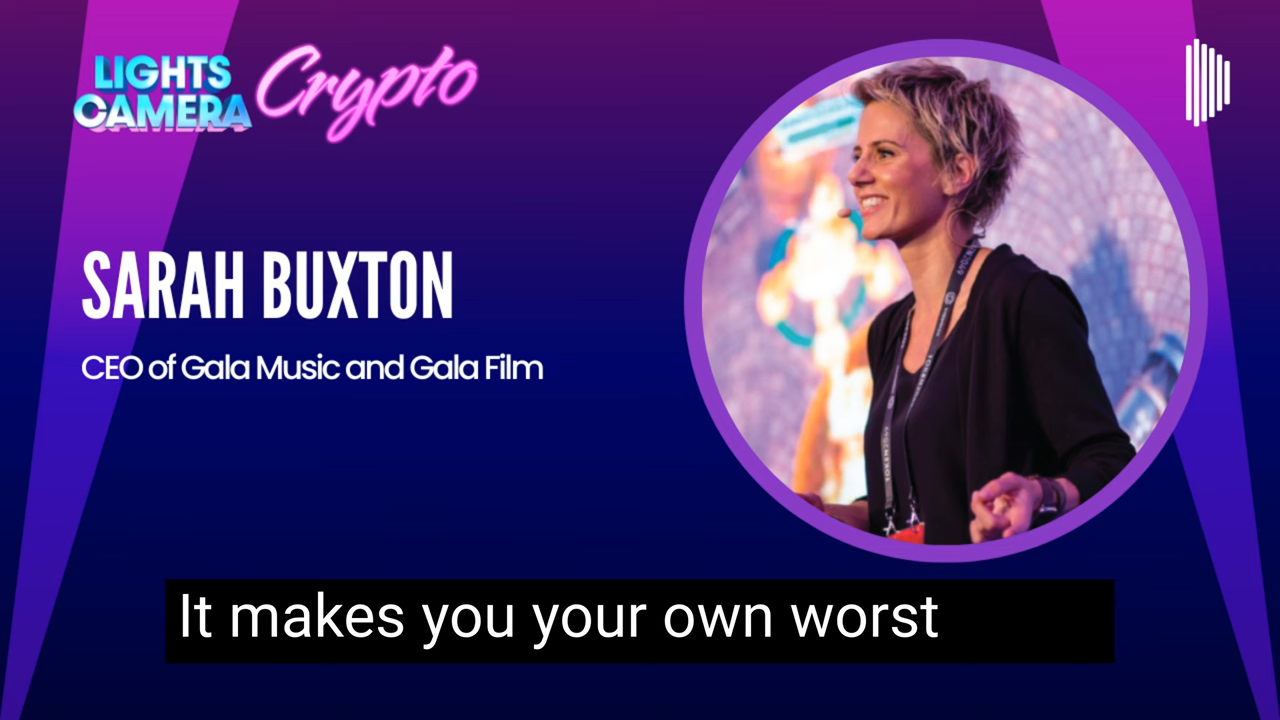 LIGHTS
CAMERA
Crypto
SARAH BUXTON
CEO of Gala Music and Gala Film
It makes you your own worst